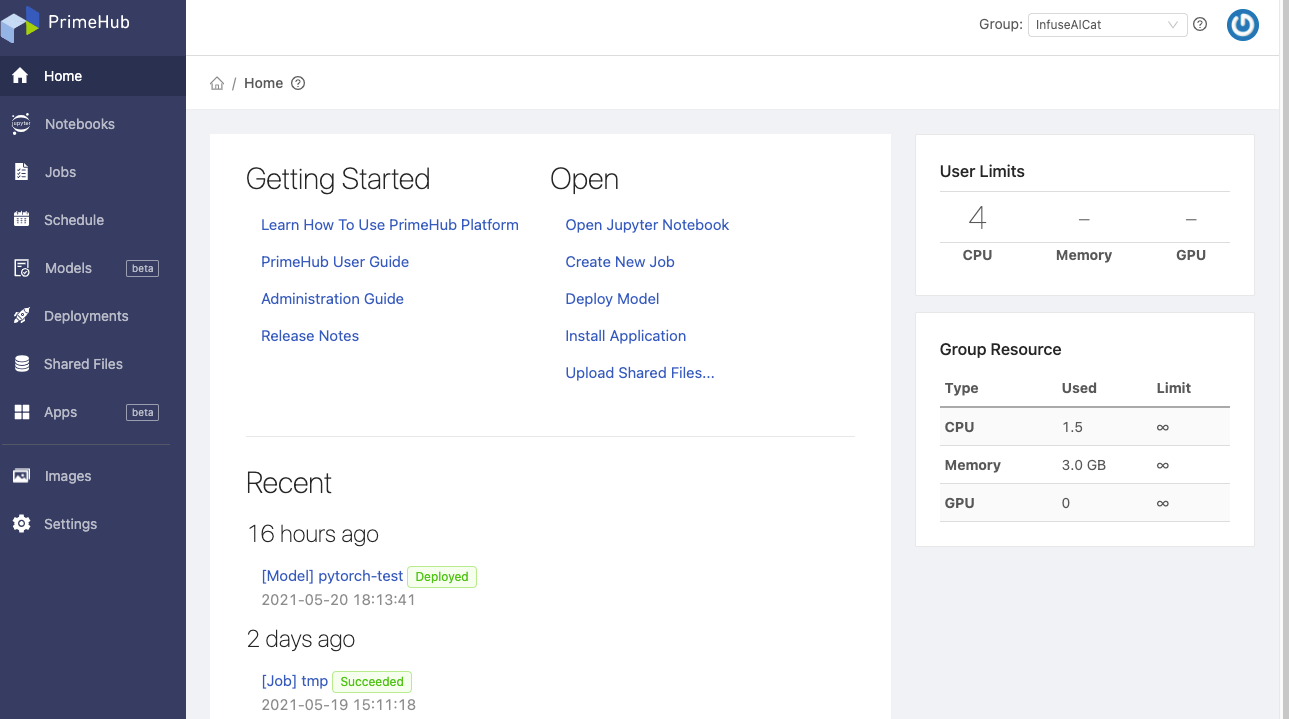 PrimeHub
Group: InfuseAICat
Home
Notebooks
Jobs
Schedule
Models beta
Deployments
Shared Files
Apps beta
Images
Settings
/ Home
Getting Started
Learn How To Use PrimeHub Platform
PrimeHub User Guide
Administration Guide
Release Notes
Open
Open Jupyter Notebook
Create New Job
Deploy Model
Install Application
Upload Shared Files...
Recent
16 hours ago
[Model] pytorch-test Deployed
2021-05-20 18:13:41
2 days ago
[Job] tmp Succeeded
2021-05-19 15:11:18
User Limits
4 – –
CPU Memory GPU
Group Resource
Type Used Limit
CPU 1.5 ∞
Memory 3.0 GB ∞
GPU 0 ∞